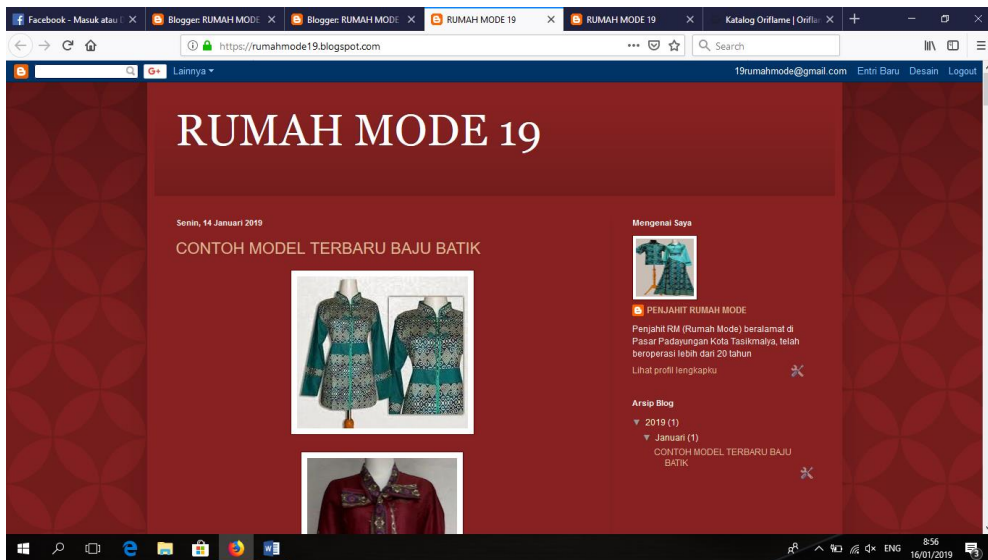 Facebook - Masuk atau
Blogger: RUMAH MODE
Blogger: RUMAH MODE
RUMAH MODE 19
RUMAH MODE 19
Katalog Oriflame | Oriflar
https://rumahmode19.blogspot.com
Search
G+ Lainnya
19rumahmode@gmail.com Entri Baru Desain Logout
RUMAH MODE 19
Senin, 14 Januari 2019
CONTOH MODEL TERBARU BAJU BATIK
Mengenai Saya
PENJAHIT RUMAH MODE
Penjahit RM (Rumah Mode) beralamat di
Pasar Padayungan Kota Tasikmalya, telah
beroperasi lebih dari 20 tahun
Lihat profil lengkapku
Arsip Blog
▼ 2019 (1)
▼ Januari (1)
CONTOH MODEL TERBARU BAJU
BATIK
ENG
8:56
16/01/2019
3